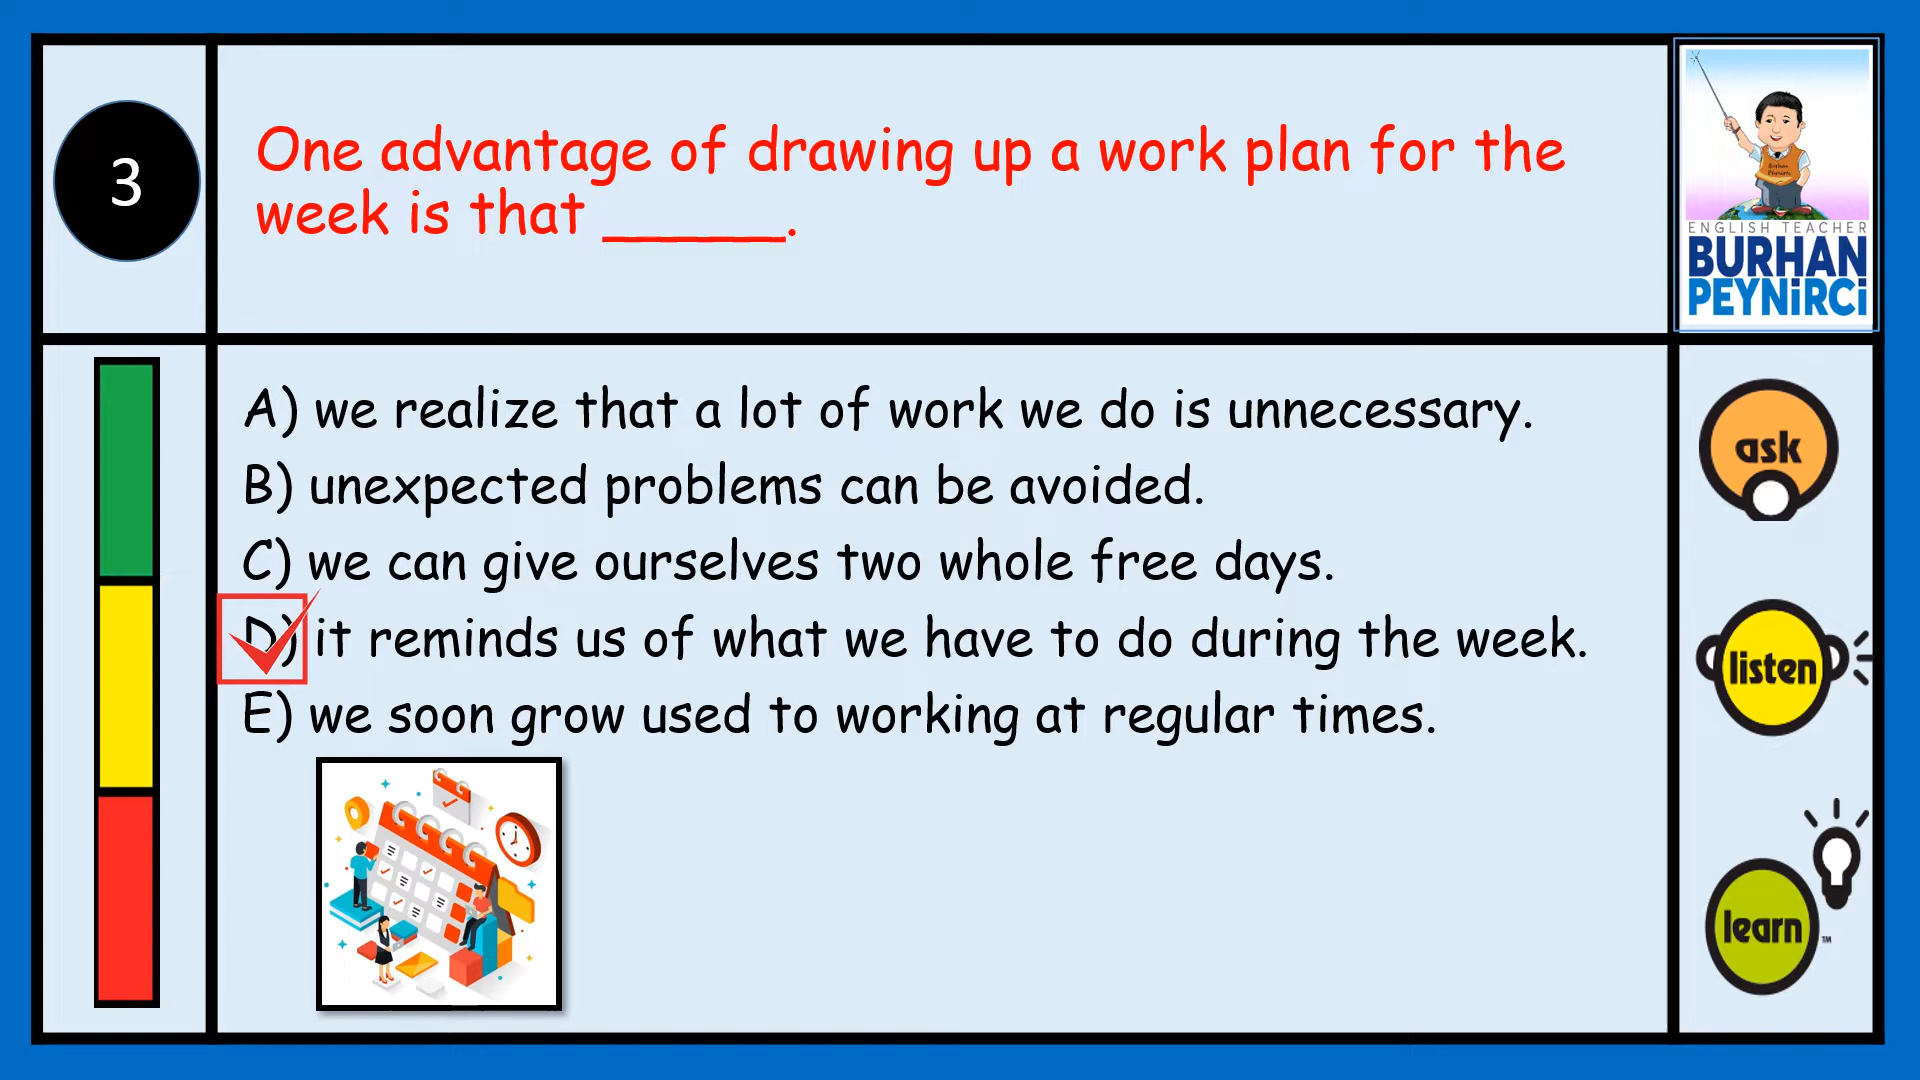 3
One advantage of drawing up a work plan for the
week is that ______.
ENGLISH TEACHER
BURHAN
PEYNiRCi
A) we realize that a lot of work we do is unnecessary.
B) unexpected problems can be avoided.
C) we can give ourselves two whole free days.
D) it reminds us of what we have to do during the week.
E) we soon grow used to working at regular times.
ask
listen
learn
TM